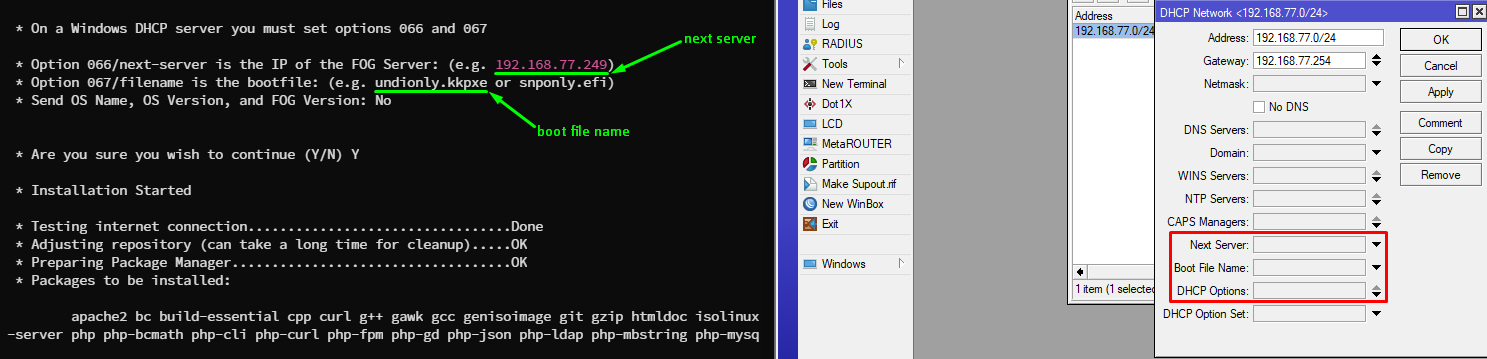 * On a Windows DHCP server you must set options 066 and 067
* Option 066/next-server is the IP of the FOG Server: (e.g. 192.168.77.249)
next server
* Option 067/filename is the bootfile: (e.g. undionly.kkpxe or snponly.efi)
* Send OS Name, OS Version, and FOG Version: No
boot file name
* Are you sure you wish to continue (Y/N) Y
* Installation Started
* Testing internet connection.................................Done
* Adjusting repository (can take a long time for cleanup).....OK
* Preparing Package Manager...................................OK
* Packages to be installed:
apache2 bc build-essential cpp curl g++ gawk gcc genisoimage git gzip htmldoc isolinux
-server php php-bcmath php-cli php-curl php-fpm php-gd php-json php-ldap php-mbstring php-mysq
Files
Log
RADIUS
Tools
New Terminal
Dot1X
LCD
MetaROUTER
Partition
Make Supout.rif
New WinBox
Exit
Windows
Address
192.168.77.0/24
1 item (1 selected
DHCP Network <192.168.77.0/24>
Address: 192.168.77.0/24
Gateway: 192.168.77.254
Netmask:
No DNS
DNS Servers:
Domain:
WINS Servers:
NTP Servers:
CAPS Managers:
Next Server:
Boot File Name:
DHCP Options:
DHCP Option Set:
OK
Cancel
Apply
Comment
Copy
Remove